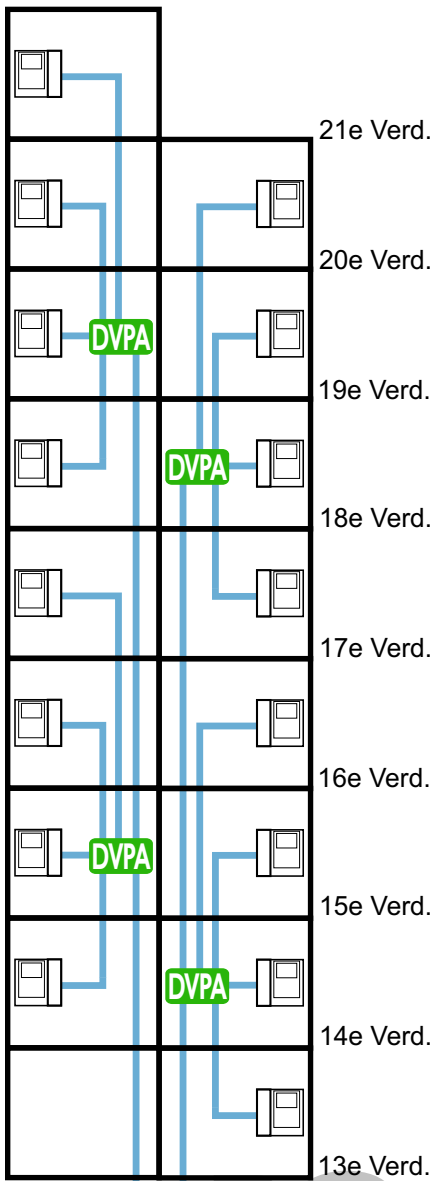 21e Verd.
20e Verd.
DVPA
19e Verd.
DVPA
18e Verd.
17e Verd.
16e Verd.
DVPA
15e Verd.
DVPA
14e Verd.
13e Verd.